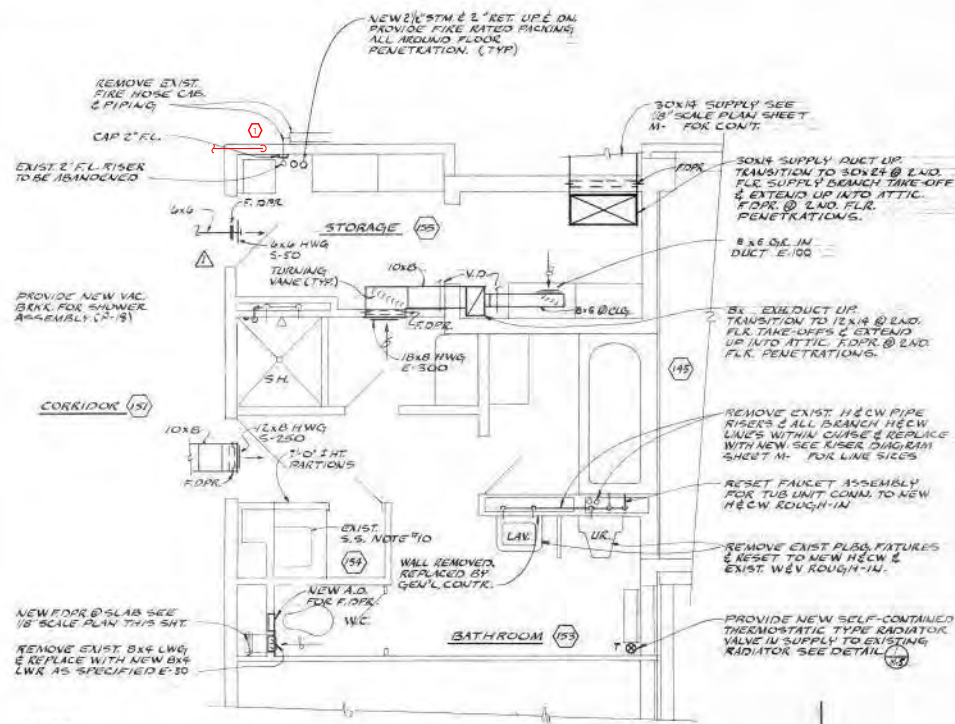 NEW 2½" STM. & 2" RET. UP & DN.
PROVIDE FIRE RATED PACKING
ALL AROUND FLOOR
PENETRATION. (TYP)
REMOVE EXIST.
FIRE HOSE CAB.
& PIPING
1
CAP 2" F.L.
EXIST. 2" F.L. RISER
TO BE ABANDENED
30x14 SUPPLY SEE
1/8" SCALE PLAN SHEET
M- FOR CON'T.
F.DPR.
30x14 SUPPLY DUCT UP.
TRANSITION TO 30x24 @ 2ND.
FLR. SUPPLY BRANCH TAKE-OFF
& EXTEND UP INTO ATTIC.
F.DPR. @ 2ND. FLR.
PENETRATIONS.
F.DPR.
6x6
STORAGE 155
6x6 HWG
S-50
1
TURNING
VANE (TYP.)
10x8
V.D.
8x6 GR. IN
DUCT E-100
8x6 @ CLG.
F.DPR.
18x8 HWG
E-300
PROVIDE NEW VAC.
BRKR. FOR SHOWER
ASSEMBLY. (P-18)
8x EXH. DUCT UP.
TRANSITION TO 12x14 @ 2ND.
FLR. TAKE-OFFS & EXTEND
UP INTO ATTIC. F.DPR. @ 2ND.
FLR. PENETRATIONS.
SH.
145
CORRIDOR 151
10x8
12x8 HWG
S-250
F.DPR.
7'-0" ± HT.
PARTIONS
REMOVE EXIST. H&CW PIPE
RISERS & ALL BRANCH H&CW
LINES WITHIN CHASE & REPLACE
WITH NEW. SEE RISER DIAGRAM
SHEET M- FOR LINE SIZES
RESET FAUCET ASSEMBLY
FOR TUB UNIT CONN. TO NEW
H&CW ROUGH-IN
EXIST.
S.S. NOTE #10
154
LAV.
UR.
REMOVE EXIST PLBG. FIXTURES
& RESET TO NEW H&CW &
EXIST. W&V ROUGH-IN.
WALL REMOVED,
REPLACED BY
GEN'L CONTR.
NEW A.D.
FOR F.DPR.
W.C.
NEW F.DPR @ SLAB SEE
1/8" SCALE PLAN THIS SHT.
REMOVE EXIST. 8x4 LWG
& REPLACE WITH NEW 8x4
LWR AS SPECIFIED E-30
BATHROOM 153
T
PROVIDE NEW SELF-CONTAINED
THERMOSTATIC TYPE RADIATOR
VALVE IN SUPPLY TO EXISTING
RADIATOR SEE DETAIL